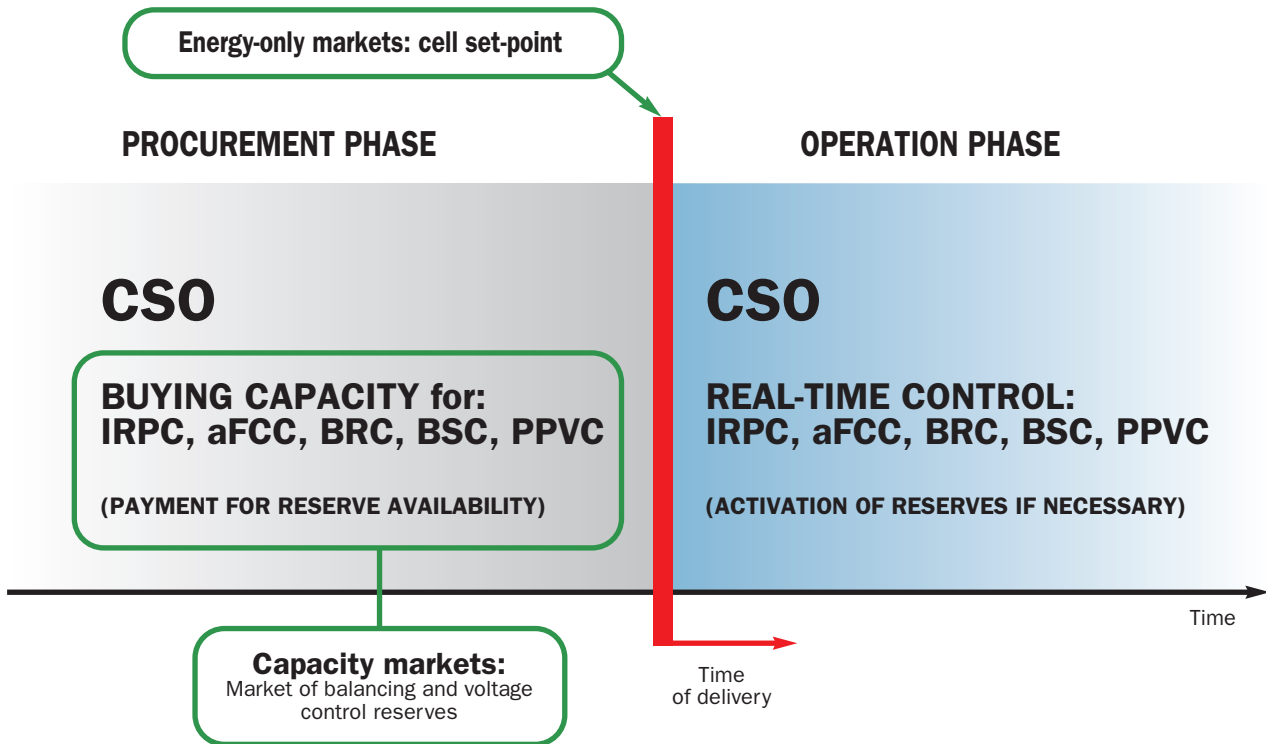 Energy-only markets: cell set-point
PROCUREMENT PHASE
OPERATION PHASE
CSO
BUYING CAPACITY for:
IRPC, aFCC, BRC, BSC, PPVC
(PAYMENT FOR RESERVE AVAILABILITY)
CSO
REAL-TIME CONTROL:
IRPC, aFCC, BRC, BSC, PPVC
(ACTIVATION OF RESERVES IF NECESSARY)
Time
Capacity markets:
Market of balancing and voltage
control reserves
Time
of delivery